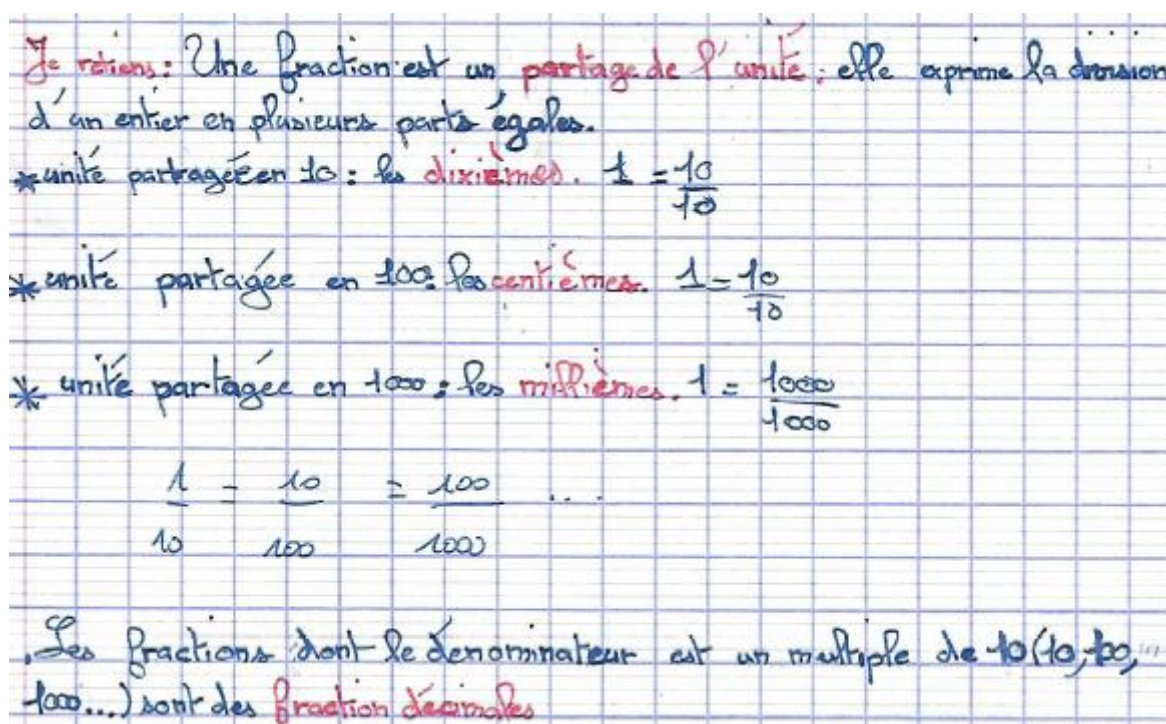 Je retiens: Une fraction est un partage de l'unité; elle exprime la division
d'un entier en plusieurs parts égales.
* unité partragée en 10 : les dixièmes. 1 = 10/10
* unité partagée en 100: les centièmes. 1 = 10/10
* unité partagée en 1000 : les millièmes. 1 = 1000/1000
1/10 = 10/100 = 100/1000 ...
. Les fractions dont le dénomnateur est un multiple de 10 (10, 100,
1000...) sont des fraction décimales